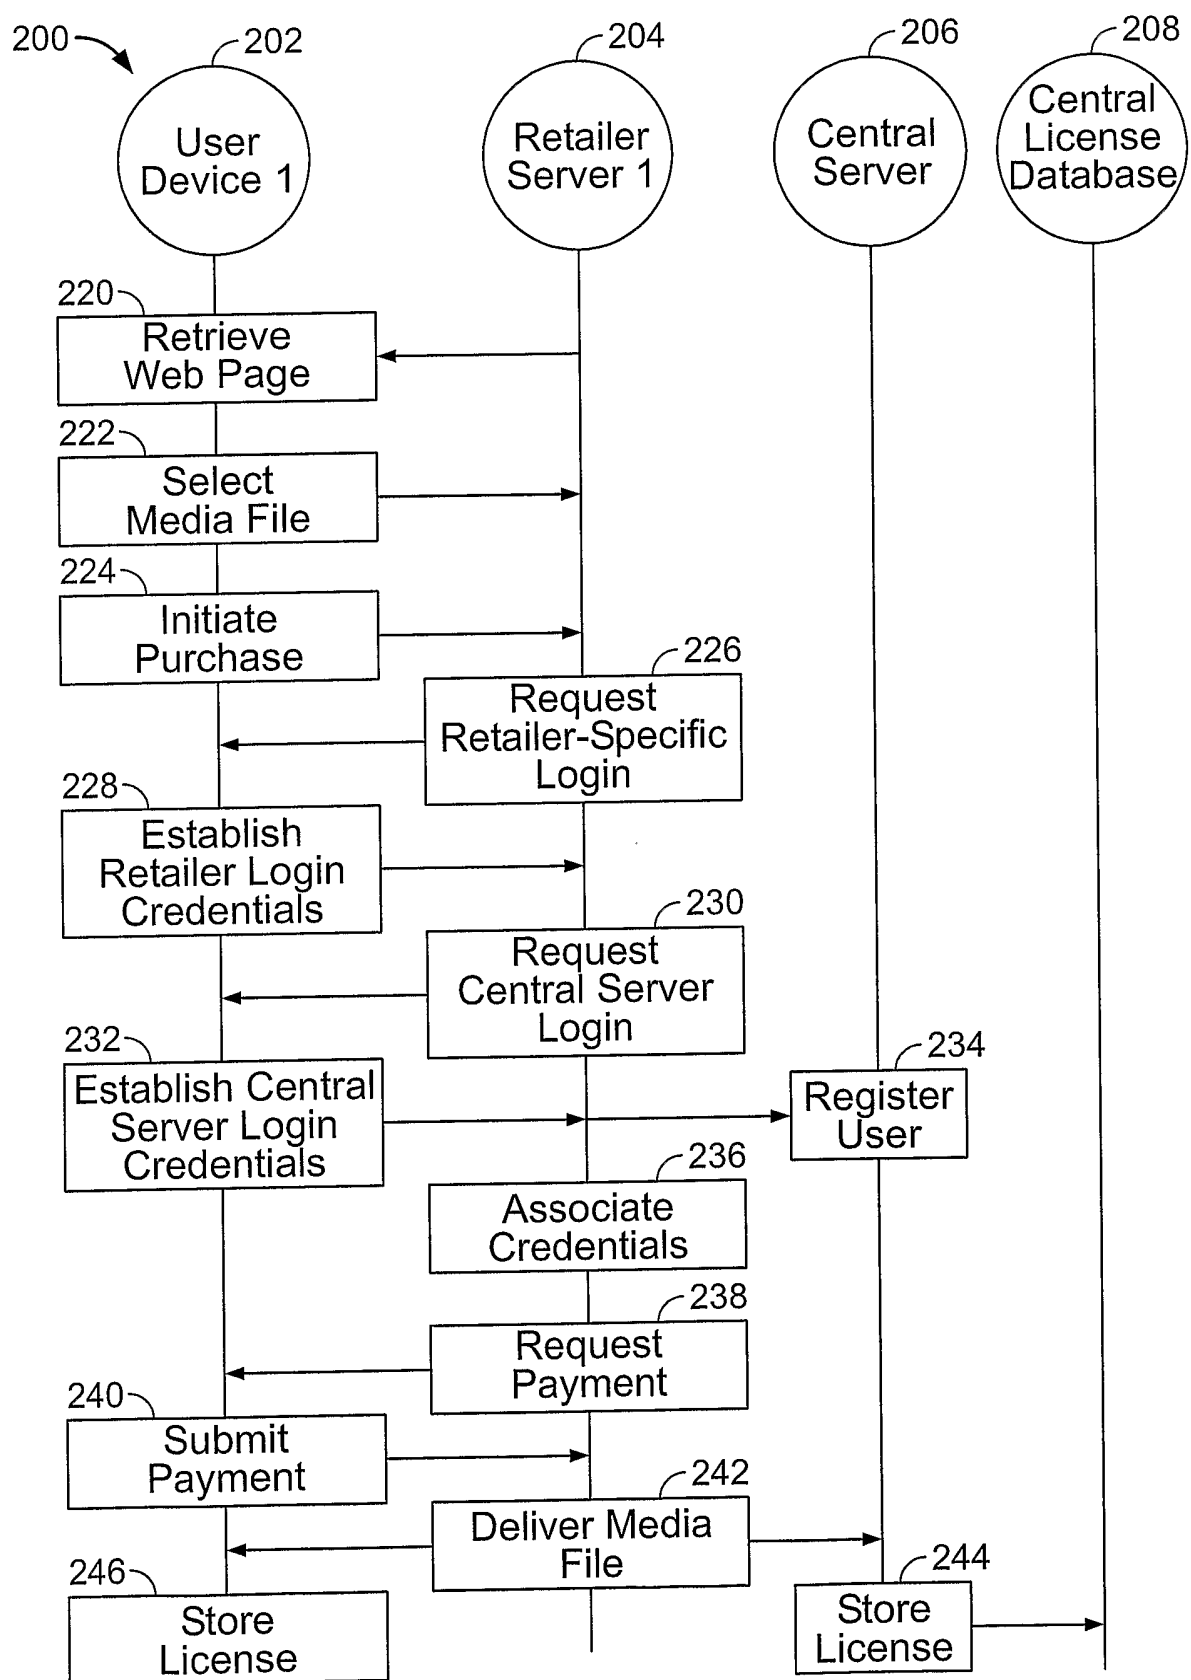 200
202
204
206
208
User
Device 1
Retailer
Server 1
Central
Server
Central
License
Database
220
Retrieve
Web Page
222
Select
Media File
224
Initiate
Purchase
226
Request
Retailer-Specific
Login
228
Establish
Retailer Login
Credentials
230
Request
Central Server
Login
232
Establish Central
Server Login
Credentials
234
Register
User
236
Associate
Credentials
238
Request
Payment
240
Submit
Payment
242
Deliver Media
File
244
Store
License
246
Store
License